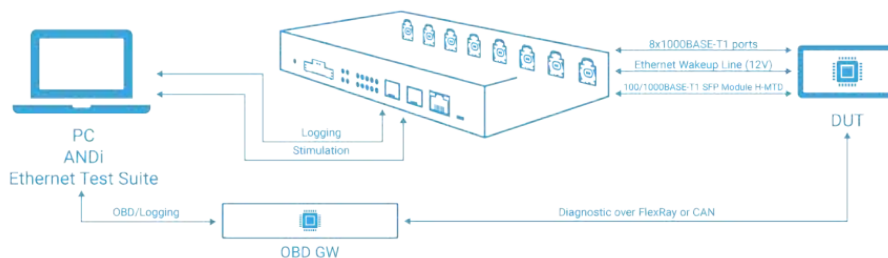 8x1000BASE-T1 ports
Ethernet Wakeup Line (12V)
100/1000BASE-T1 SFP Module H-MTD
DUT
Logging
Stimulation
PC
ANDi
Ethernet Test Suite
OBD/Logging
Diagnostic over FlexRay or CAN
OBD GW